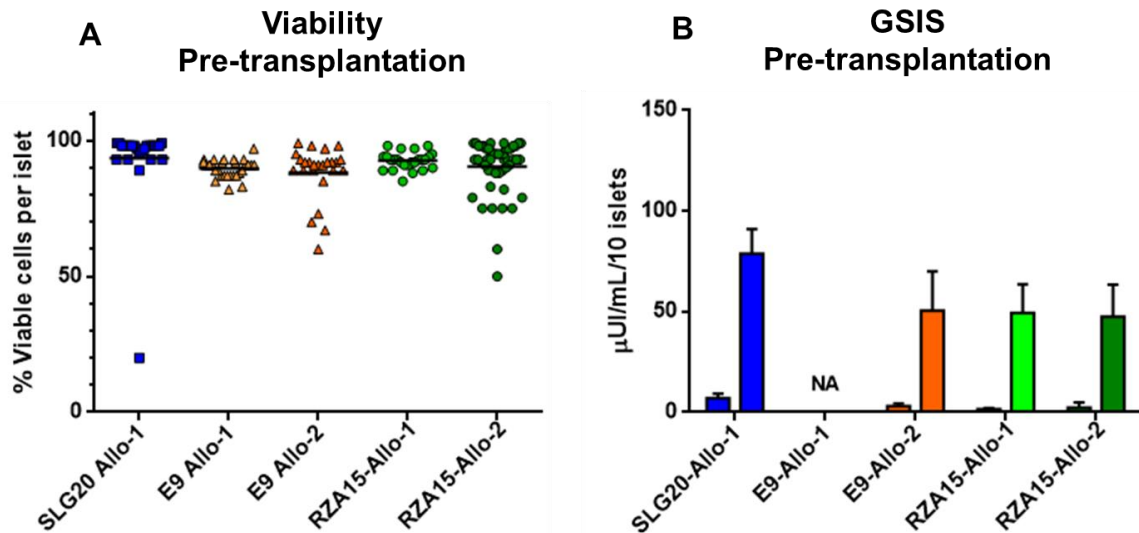 A
Viability
Pre-transplantation
% Viable cells per islet
100
50
0
SLG20 Allo-1
E9 Allo-1
E9 Allo-2
RZA15-Allo-1
RZA15-Allo-2
B
GSIS
Pre-transplantation
µUI/mL/10 islets
150
100
50
0
NA
SLG20-Allo-1
E9-Allo-1
E9-Allo-2
RZA15-Allo-1
RZA15-Allo-2